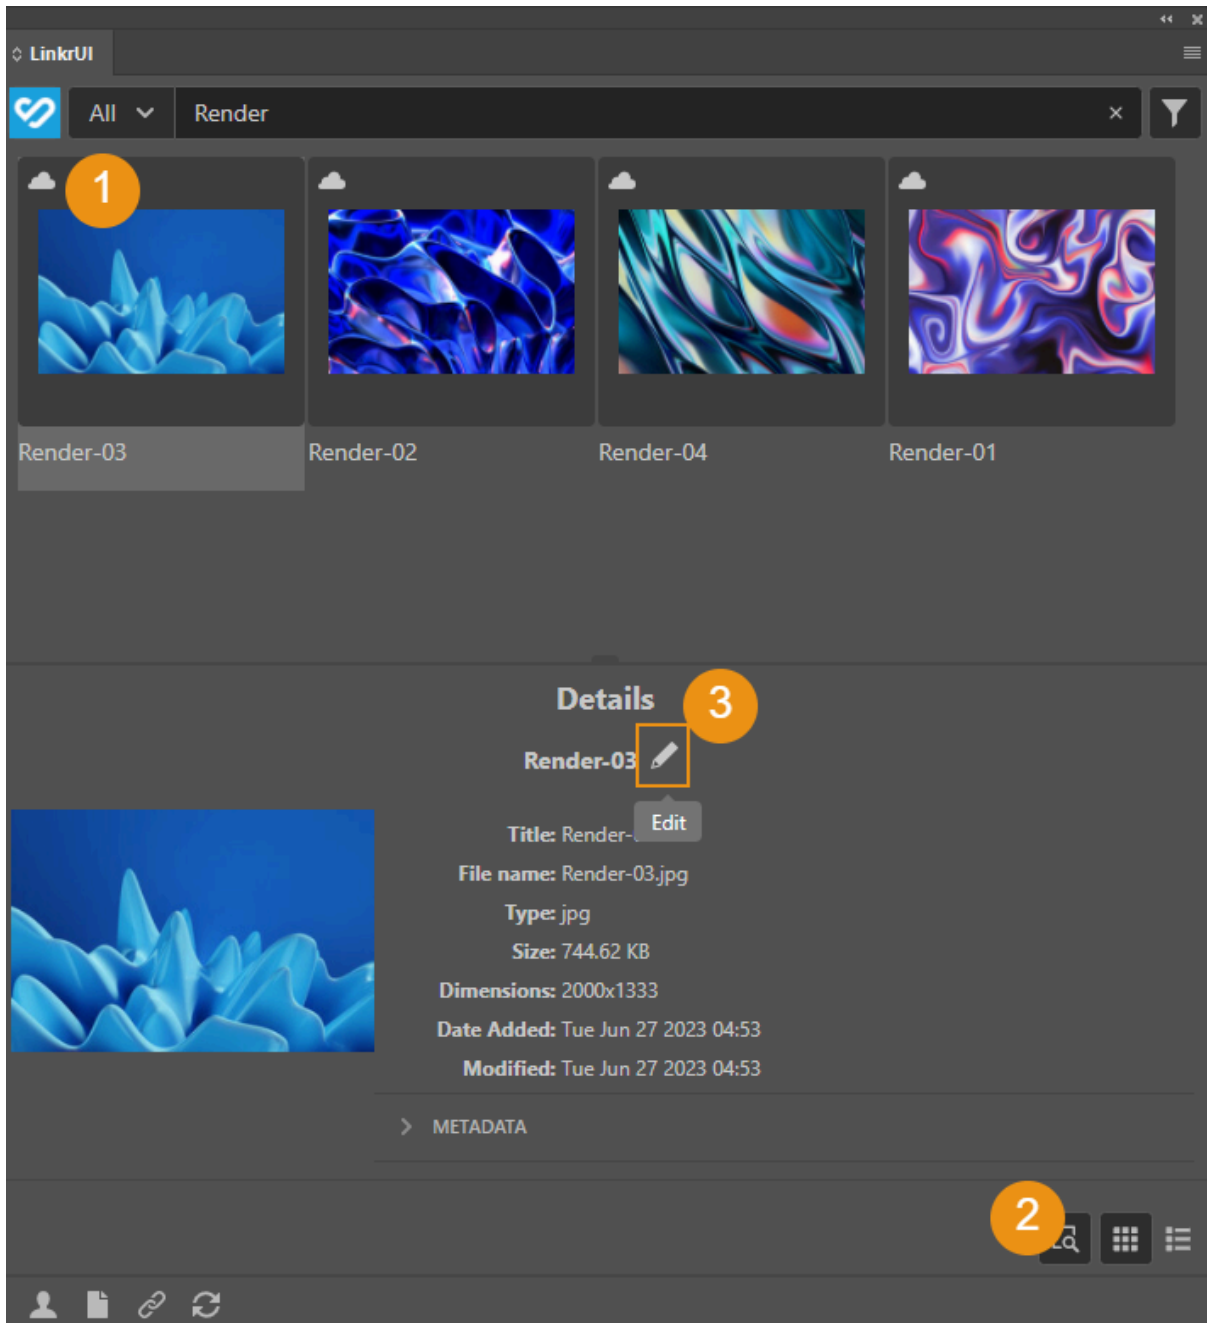 LinkrUI
All Render
1
Render-03 Render-02 Render-04 Render-01
Details
3
Render-03
Edit
Title: Render-
File name: Render-03.jpg
Type: jpg
Size: 744.62 KB
Dimensions: 2000x1333
Date Added: Tue Jun 27 2023 04:53
Modified: Tue Jun 27 2023 04:53
METADATA
2